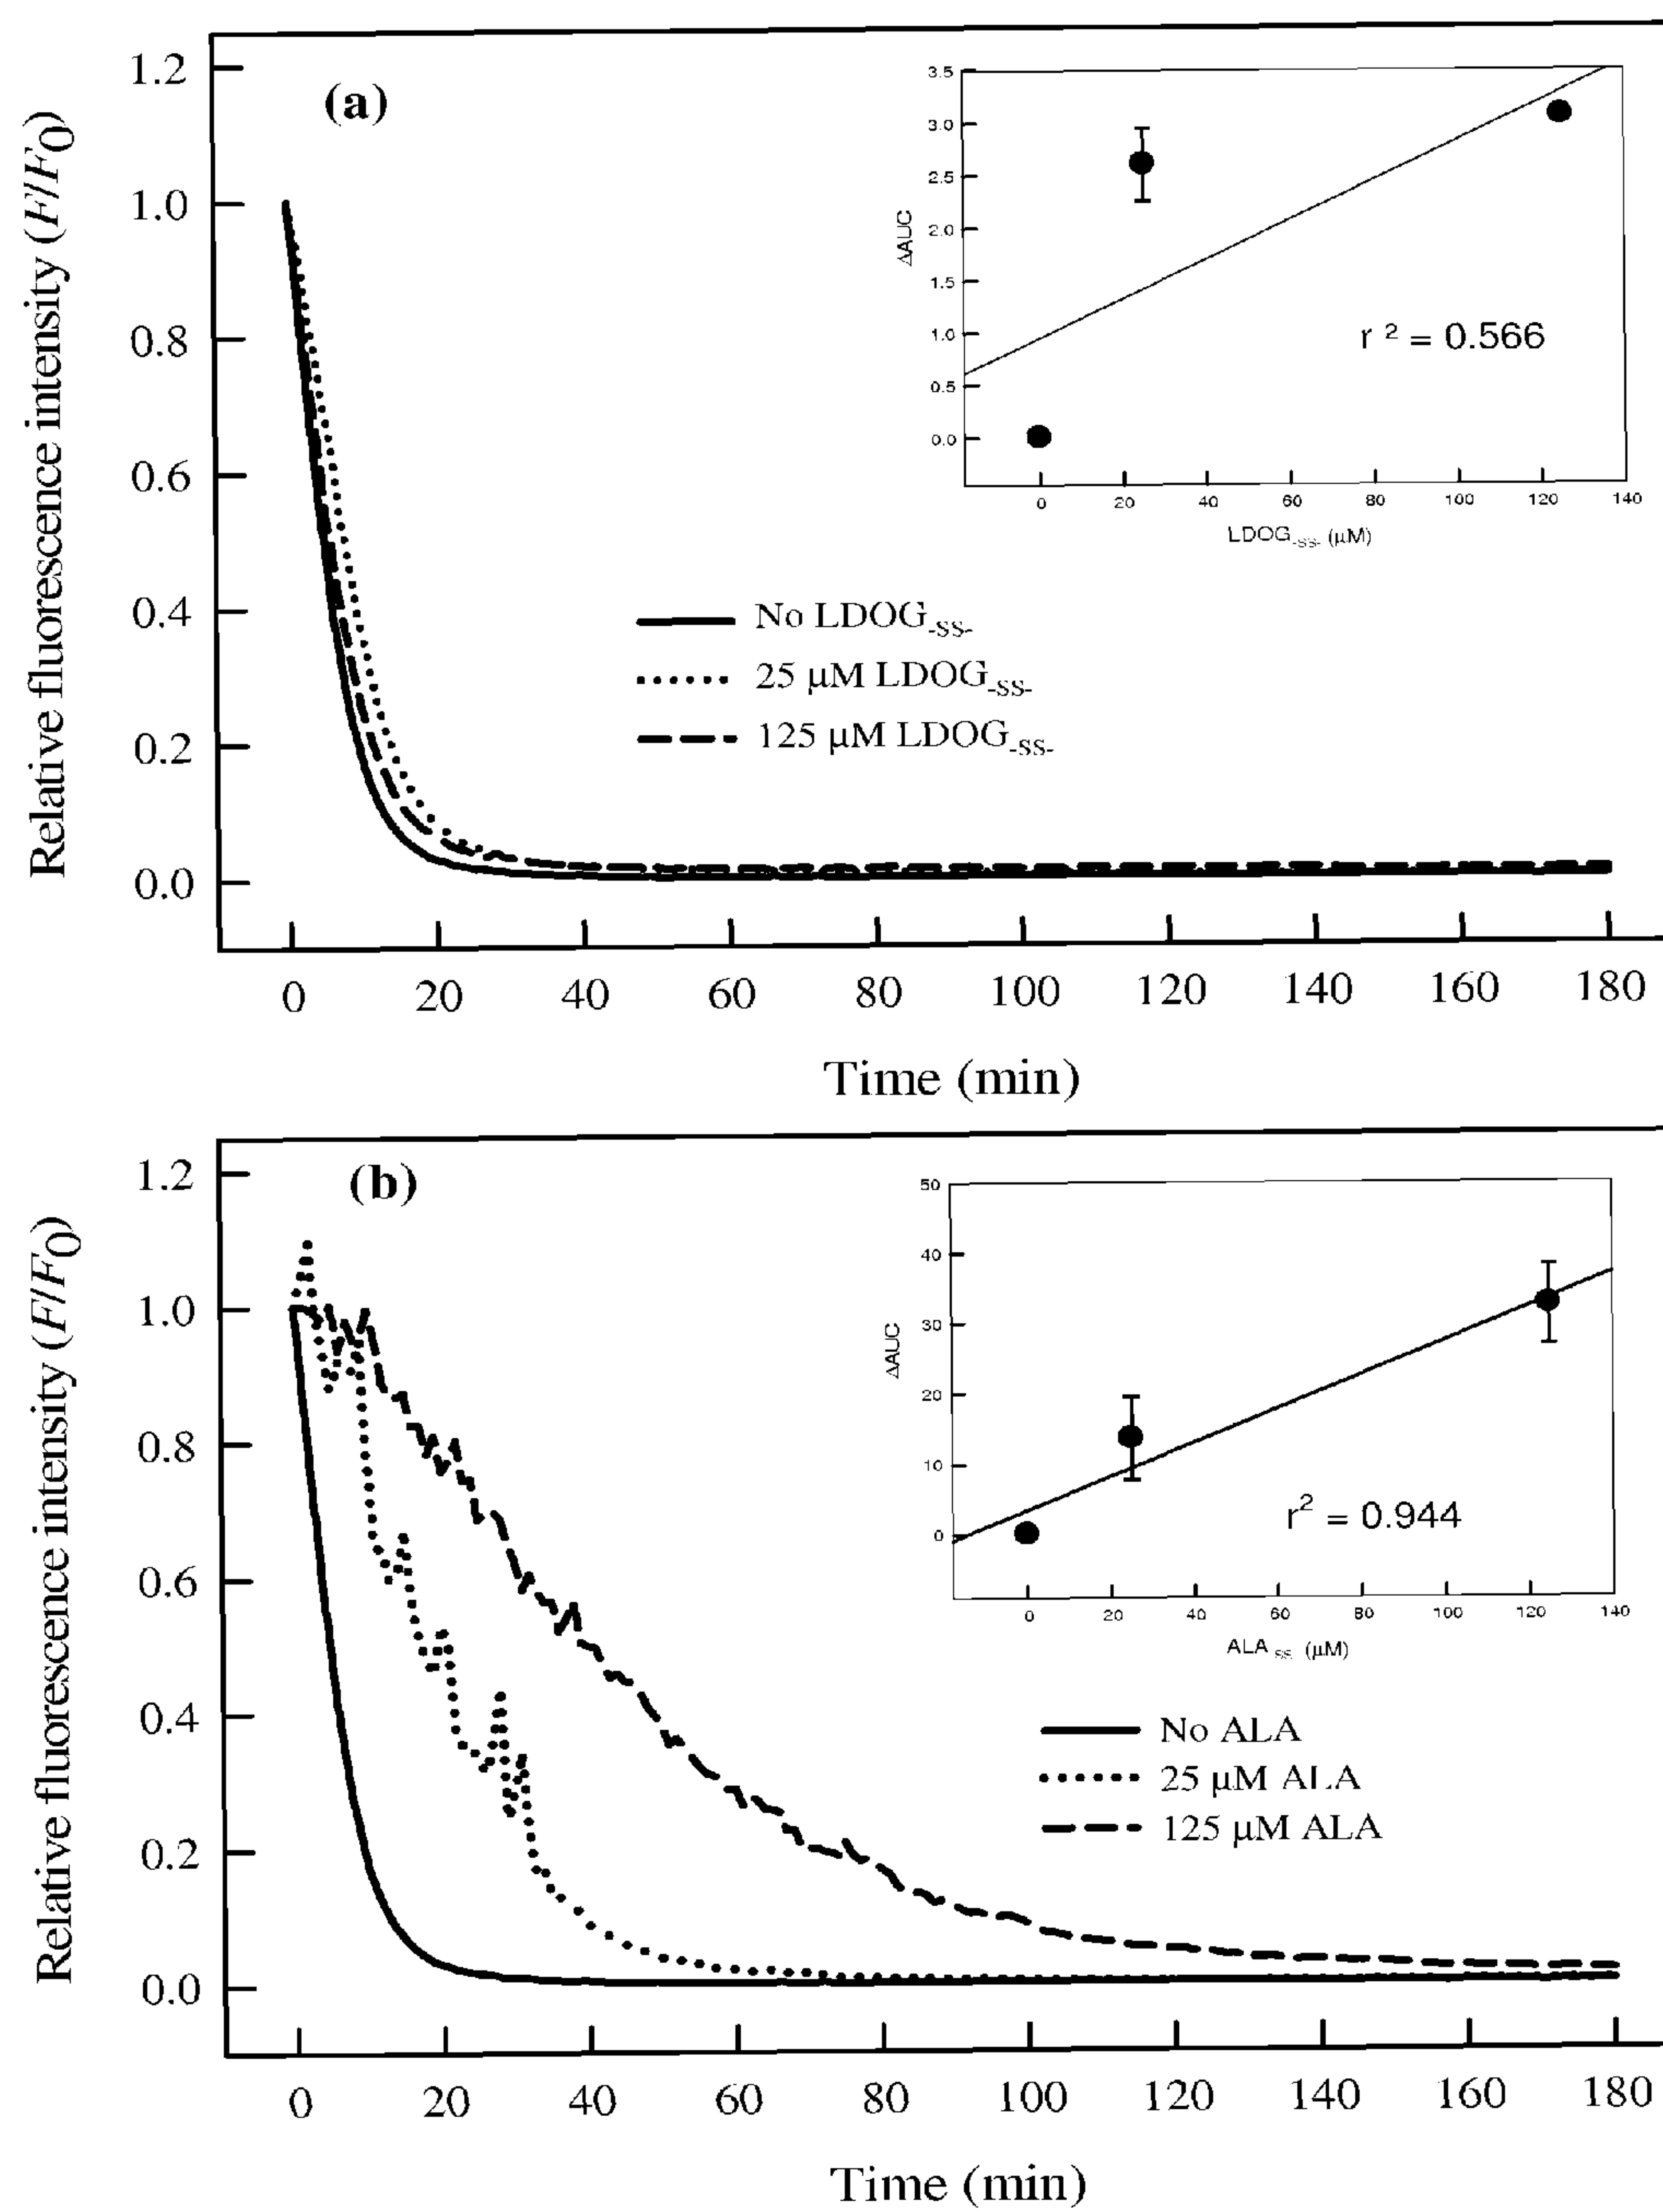 (a)
Relative fluorescence intensity (F/F0)
1.2
1.0
0.8
0.6
0.4
0.2
0.0
0 20 40 60 80 100 120 140 160 180
Time (min)
No LDOG-SS-
25 µM LDOG-SS-
125 µM LDOG-SS-
ΔAUC
3.5
3.0
2.5
2.0
1.5
1.0
0.5
0.0
r 2 = 0.566
0 20 40 60 80 100 120 140
LDOG-SS- (µM)
(b)
Relative fluorescence intensity (F/F0)
1.2
1.0
0.8
0.6
0.4
0.2
0.0
0 20 40 60 80 100 120 140 160 180
Time (min)
No ALA
25 µM ALA
125 µM ALA
ΔAUC
50
40
30
20
10
0
r2 = 0.944
0 20 40 60 80 100 120 140
ALA SS (µM)